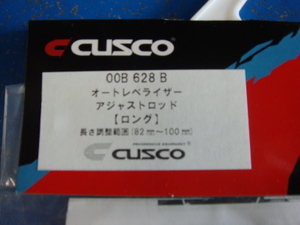 CUSCO
00B 628 B
オートレベライザー
アジャストロッド
【ロング】
長さ調整範囲(82㎜～100㎜)
CUSCO